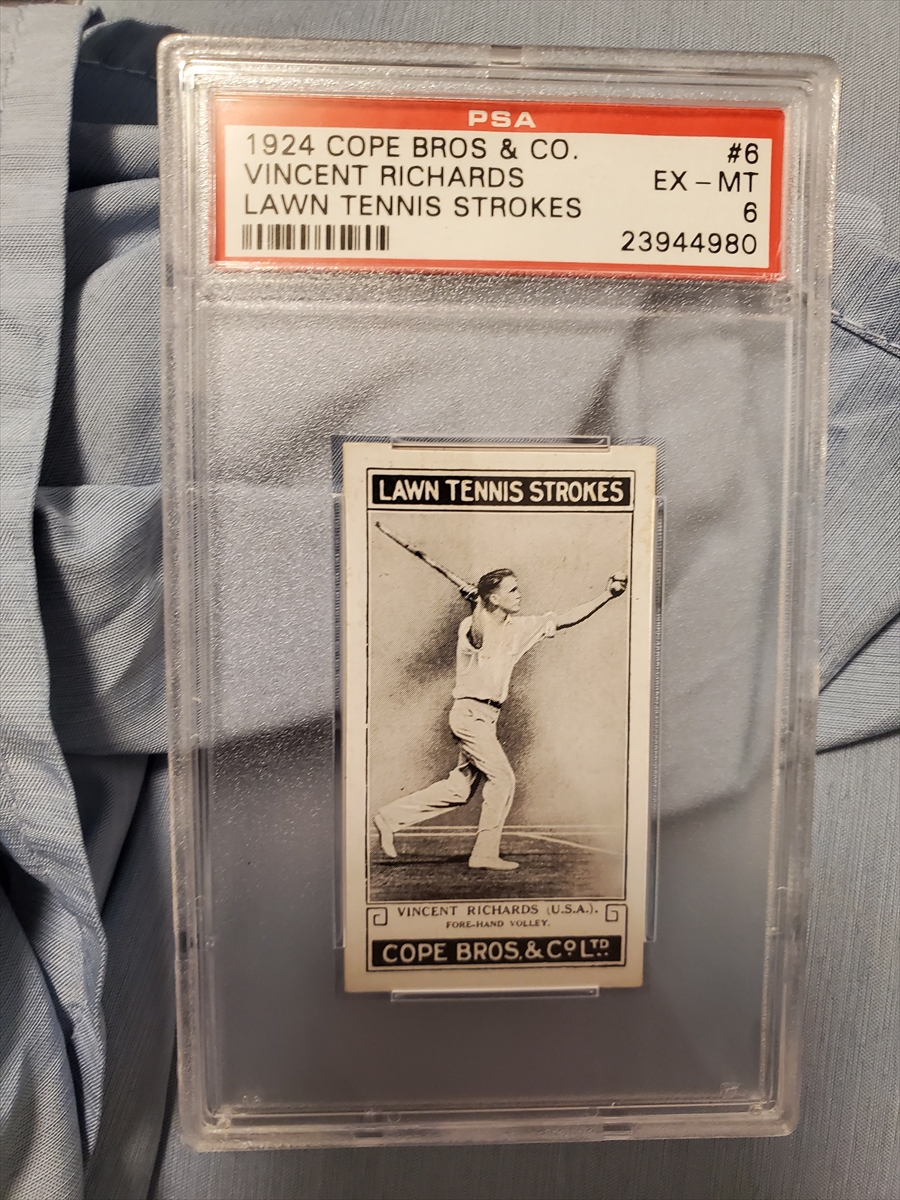 PSA
1924 COPE BROS & CO. #6
VINCENT RICHARDS EX - MT
LAWN TENNIS STROKES 6
23944980
LAWN TENNIS STROKES
VINCENT RICHARDS (U.S.A.).
FORE-HAND VOLLEY.
COPE BROS. & Co LTD.